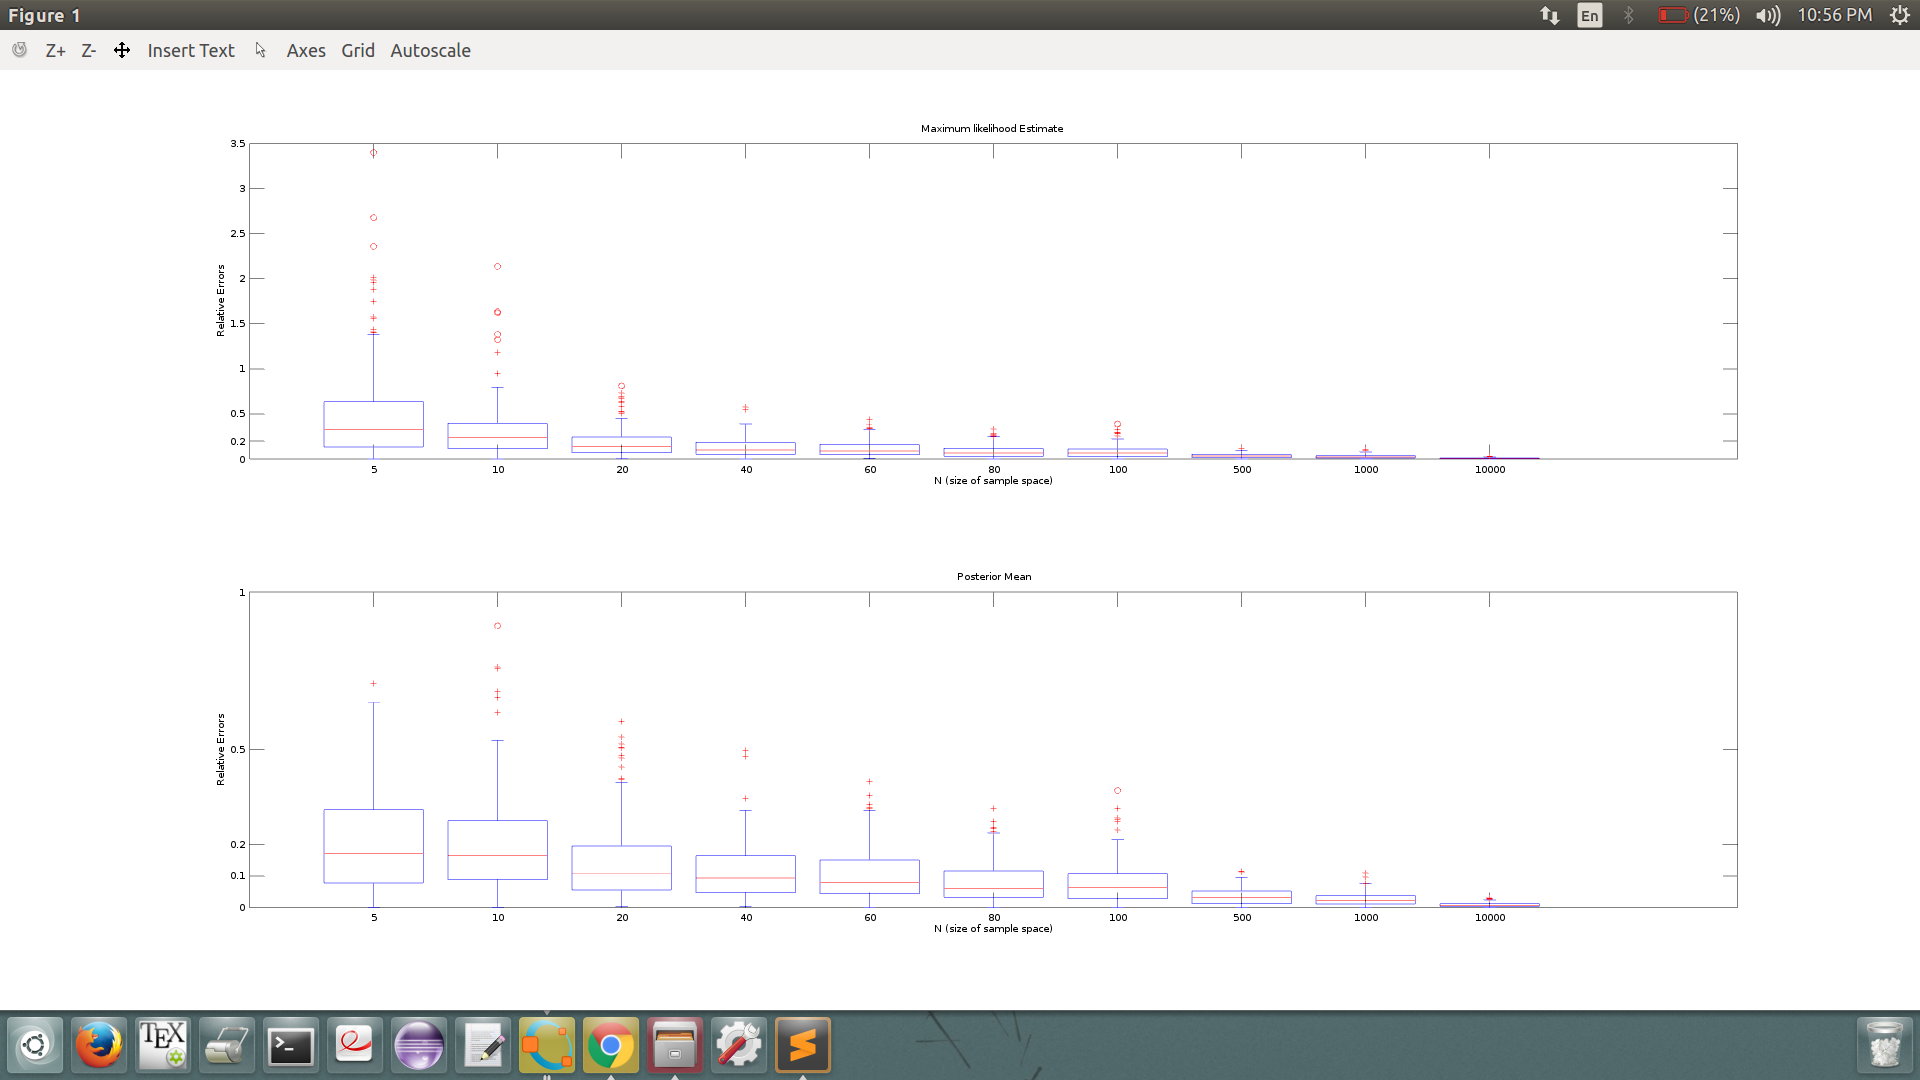 Figure 1
En
(21%)
10:56 PM
Z+ Z- Insert Text Axes Grid Autoscale
Maximum likelihood Estimate
3.5
3
2.5
2
1.5
1
0.5
0.2
0
Relative Errors
5 10 20 40 60 80 100 500 1000 10000
N (size of sample space)
Posterior Mean
1
0.5
0.2
0.1
0
Relative Errors
5 10 20 40 60 80 100 500 1000 10000
N (size of sample space)
TEX
>_